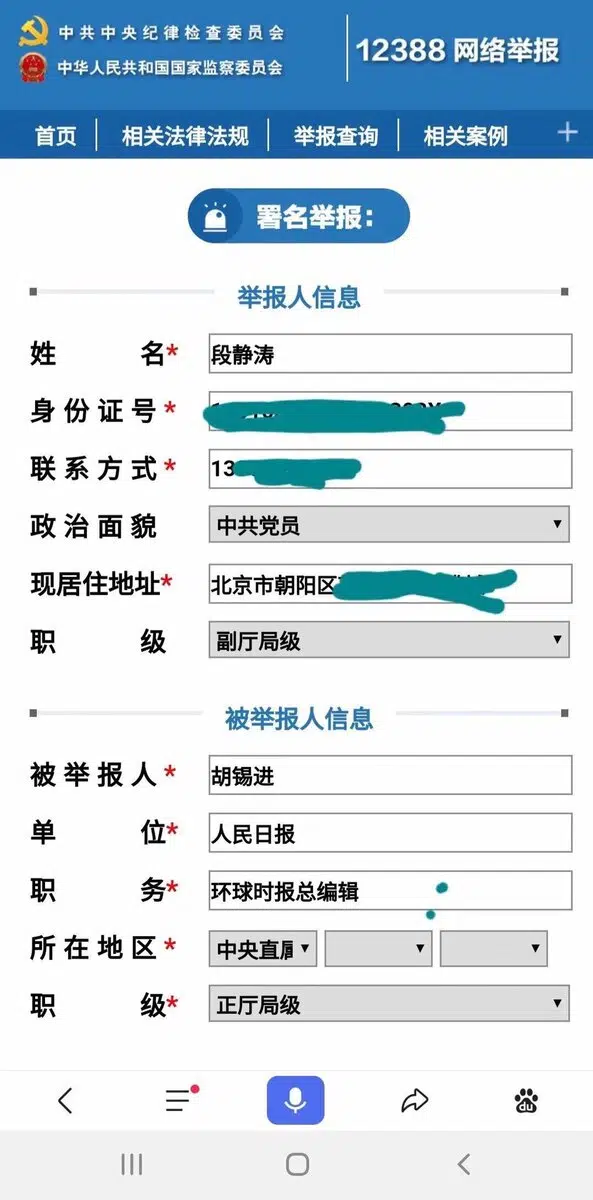 中共中央纪律检查委员会
中华人民共和国国家监察委员会
12388 网络举报
首页 相关法律法规 举报查询 相关案例 +
署名举报：
举报人信息
姓 名* 段静涛
身份证号*
联系方式* 13
政治面貌 中共党员
现居住地址* 北京市朝阳区
职 级 副厅局级
被举报人信息
被举报人* 胡锡进
单 位* 人民日报
职 务* 环球时报总编辑
所在地区* 中央直属
职 级* 正厅局级